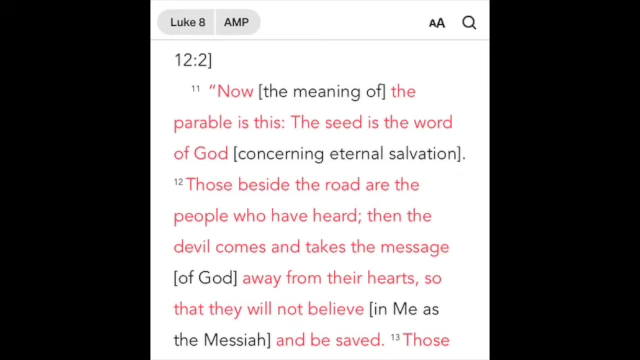 Luke 8 AMP AA
12:2]
11 “Now [the meaning of] the
parable is this: The seed is the word
of God [concerning eternal salvation].
12 Those beside the road are the
people who have heard; then the
devil comes and takes the message
[of God] away from their hearts, so
that they will not believe [in Me as
the Messiah] and be saved. 13 Those